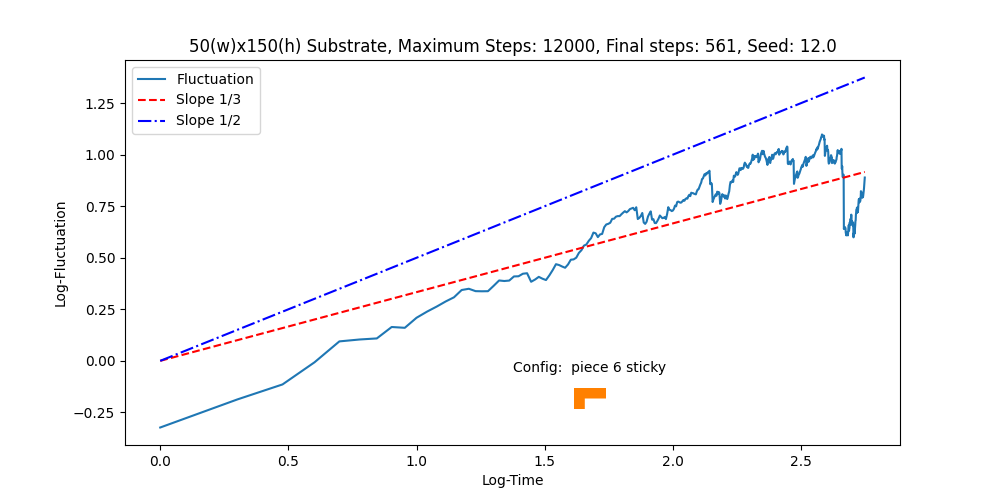 50(w)x150(h) Substrate, Maximum Steps: 12000, Final steps: 561, Seed: 12.0
Fluctuation
Slope 1/3
Slope 1/2
Log-Fluctuation
1.25
1.00
0.75
0.50
0.25
0.00
−0.25
Config:  piece 6 sticky
0.0 0.5 1.0 1.5 2.0 2.5
Log-Time